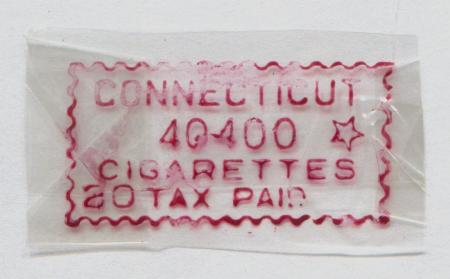 CONNECTICUT
40400
CIGARETTES
20 TAX PAID